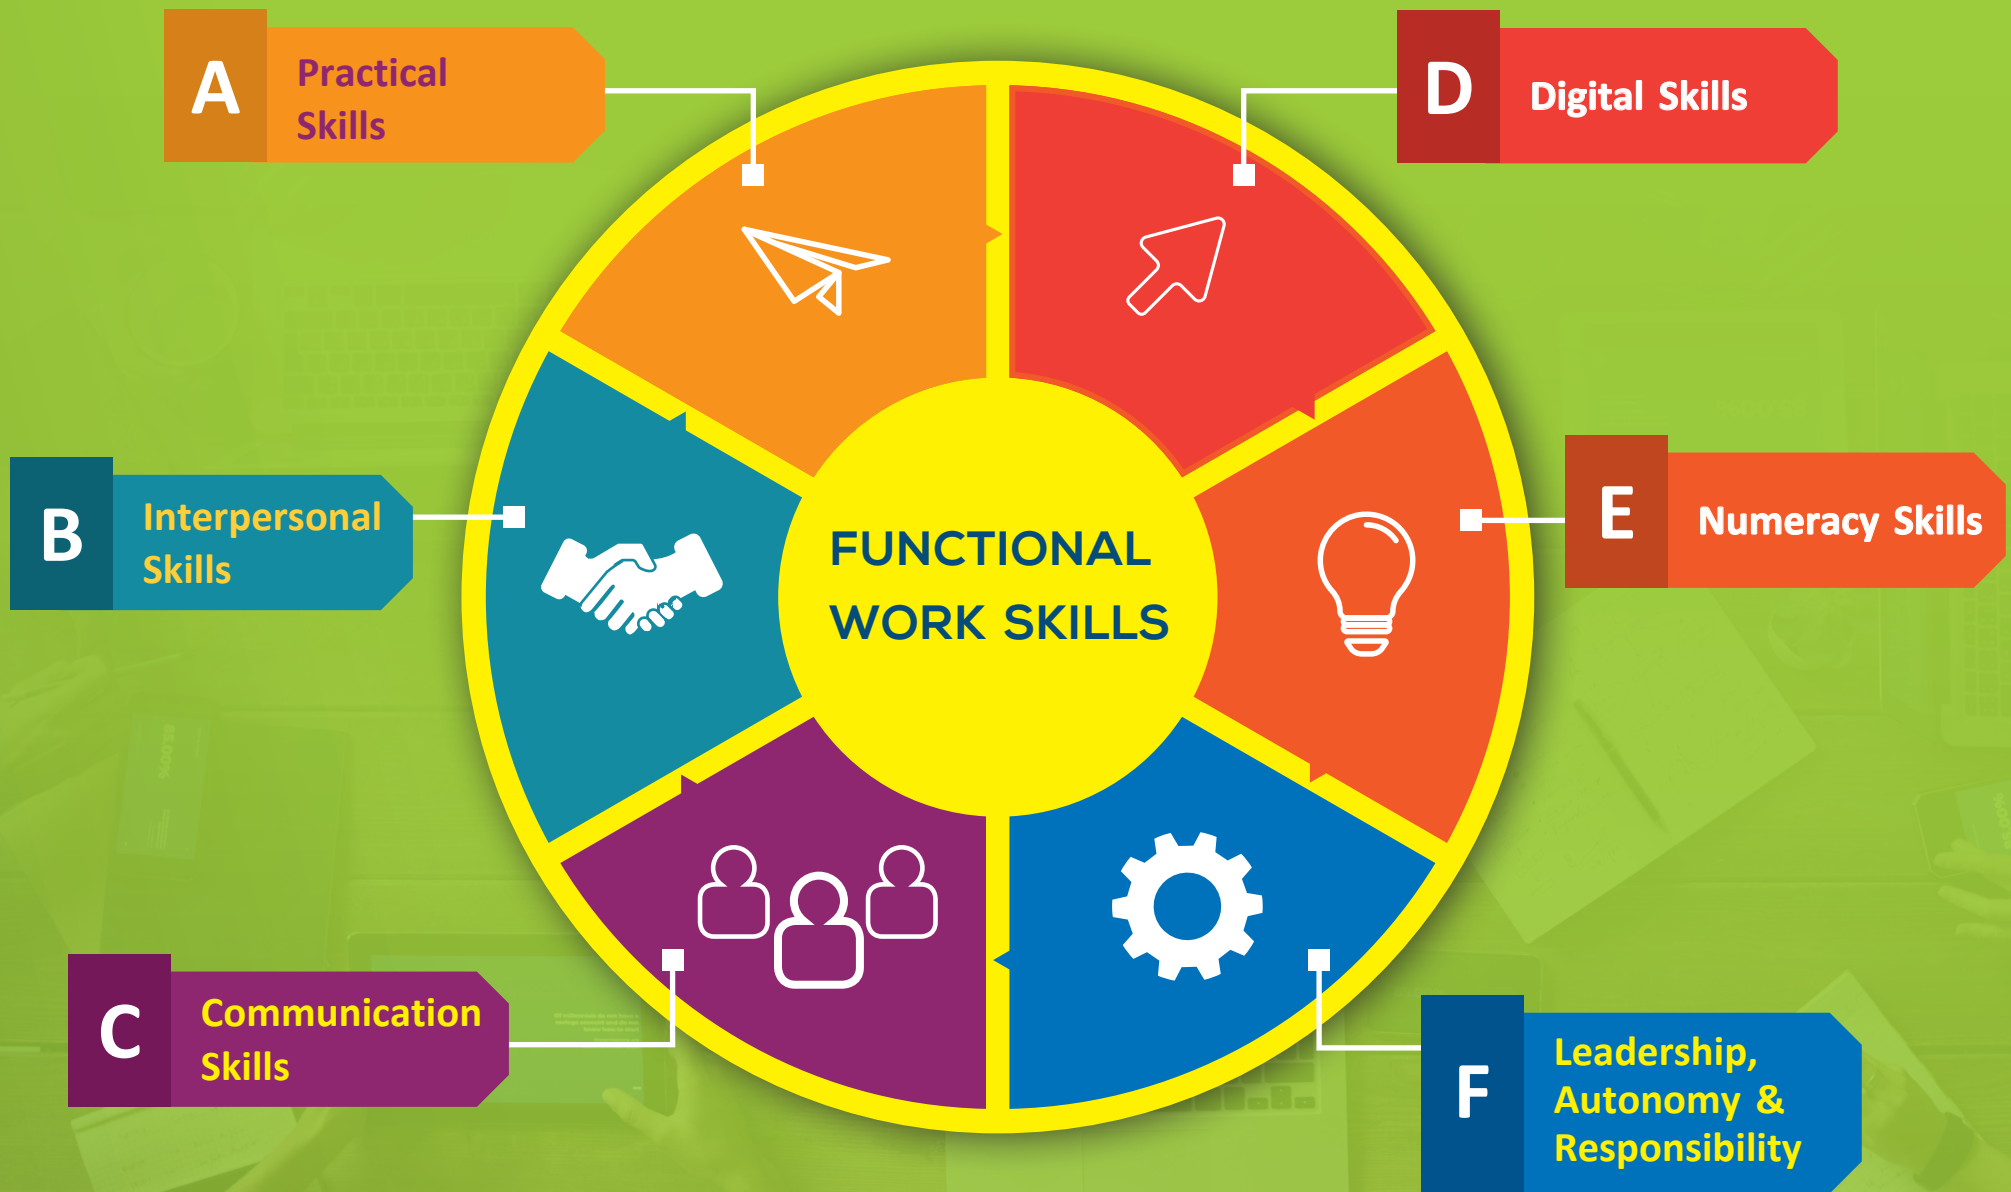 A
Practical
Skills
B
Interpersonal
Skills
C
Communication
Skills
FUNCTIONAL
WORK SKILLS
D
Digital Skills
E
Numeracy Skills
F
Leadership,
Autonomy &
Responsibility